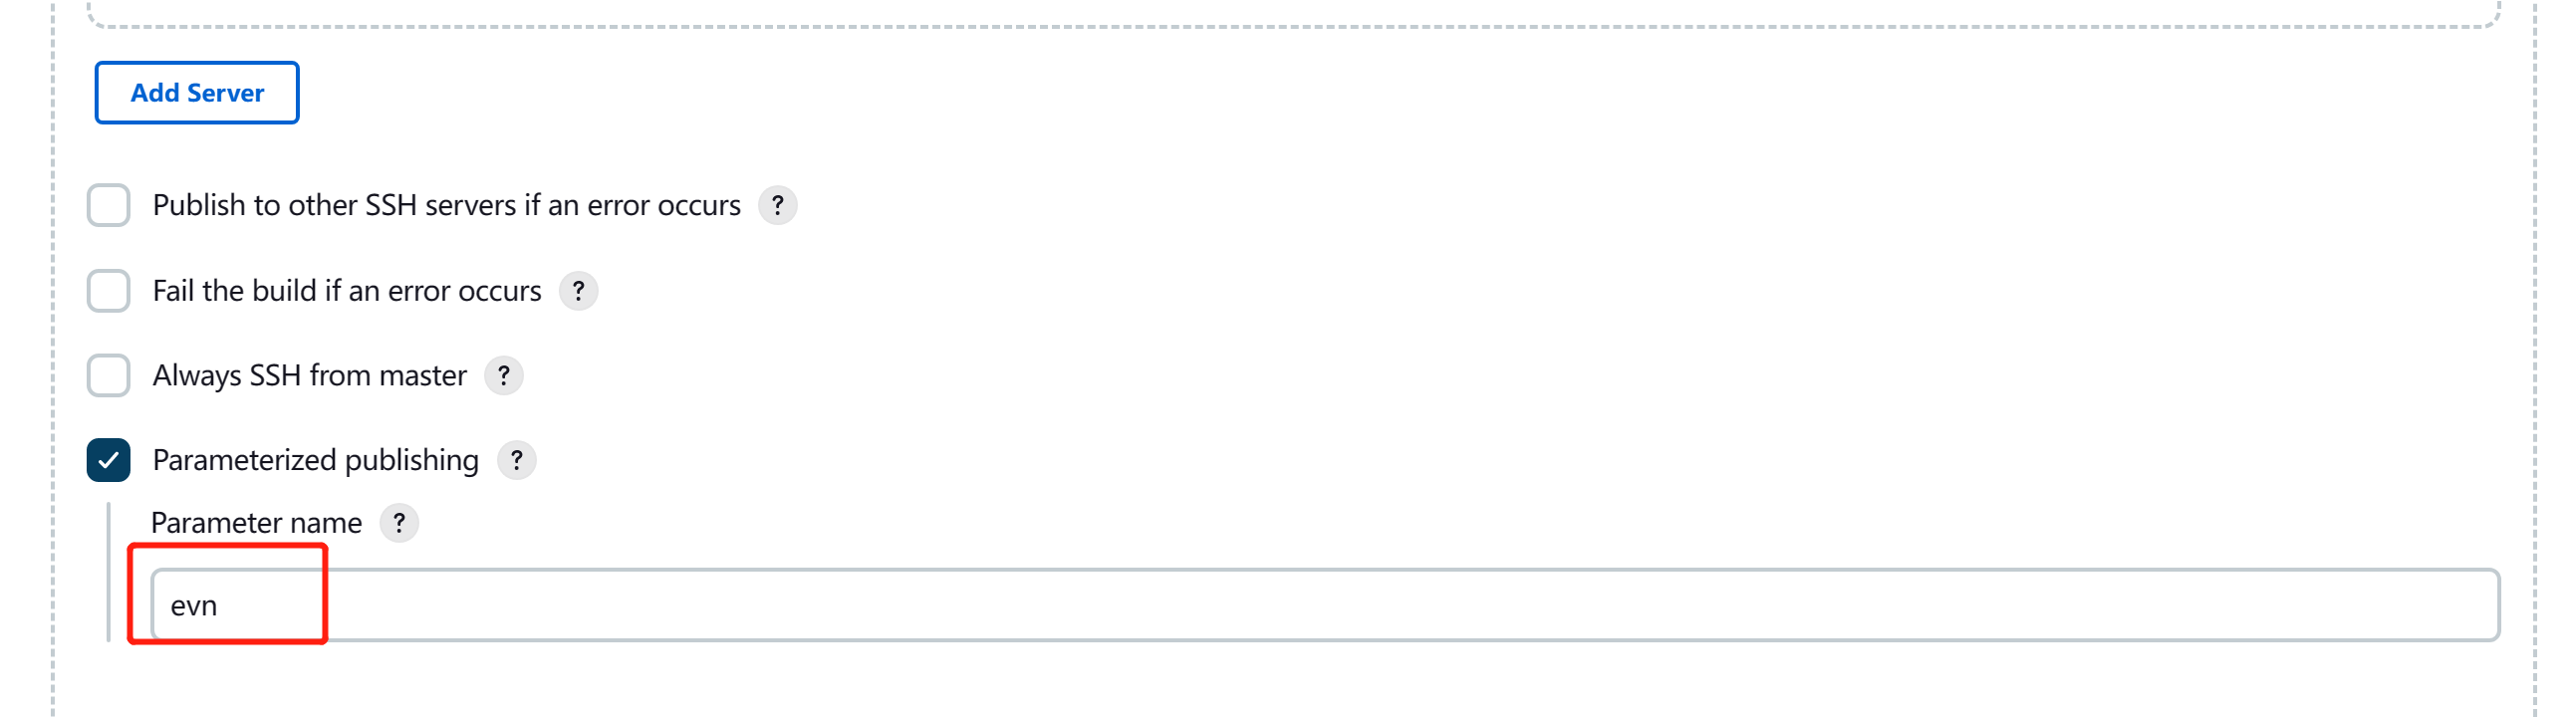 Add Server
Publish to other SSH servers if an error occurs ?
Fail the build if an error occurs ?
Always SSH from master ?
Parameterized publishing ?
Parameter name ?
evn